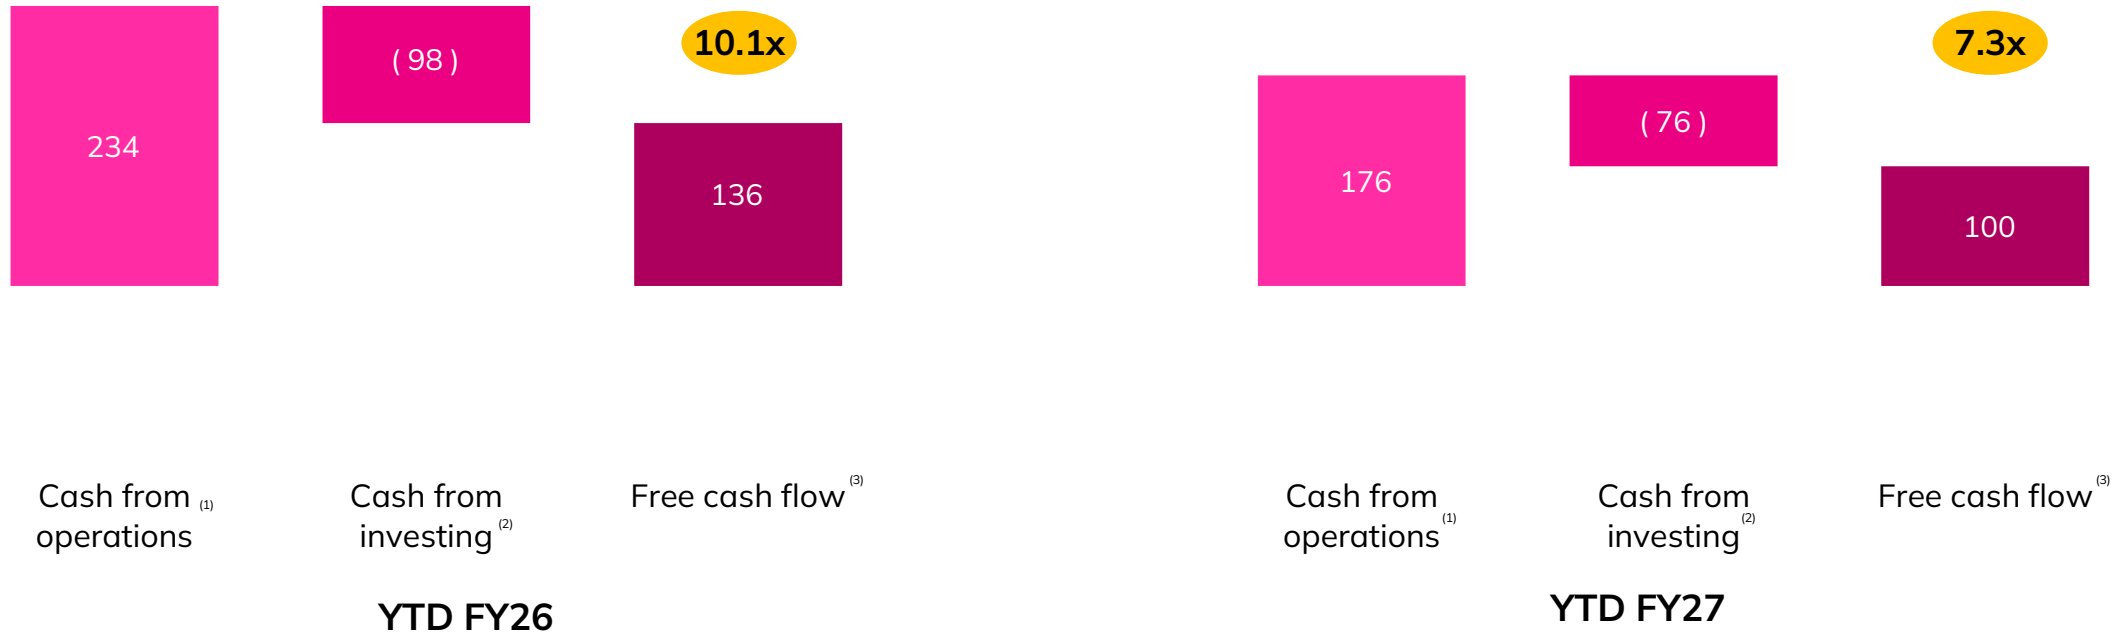 234
( 98 )
10.1x
136
Cash from (1)
operations
Cash from
investing (2)
Free cash flow (3)
YTD FY26
7.3x
176
( 76 )
100
Cash from
operations (1)
Cash from
investing (2)
Free cash flow (3)
YTD FY27